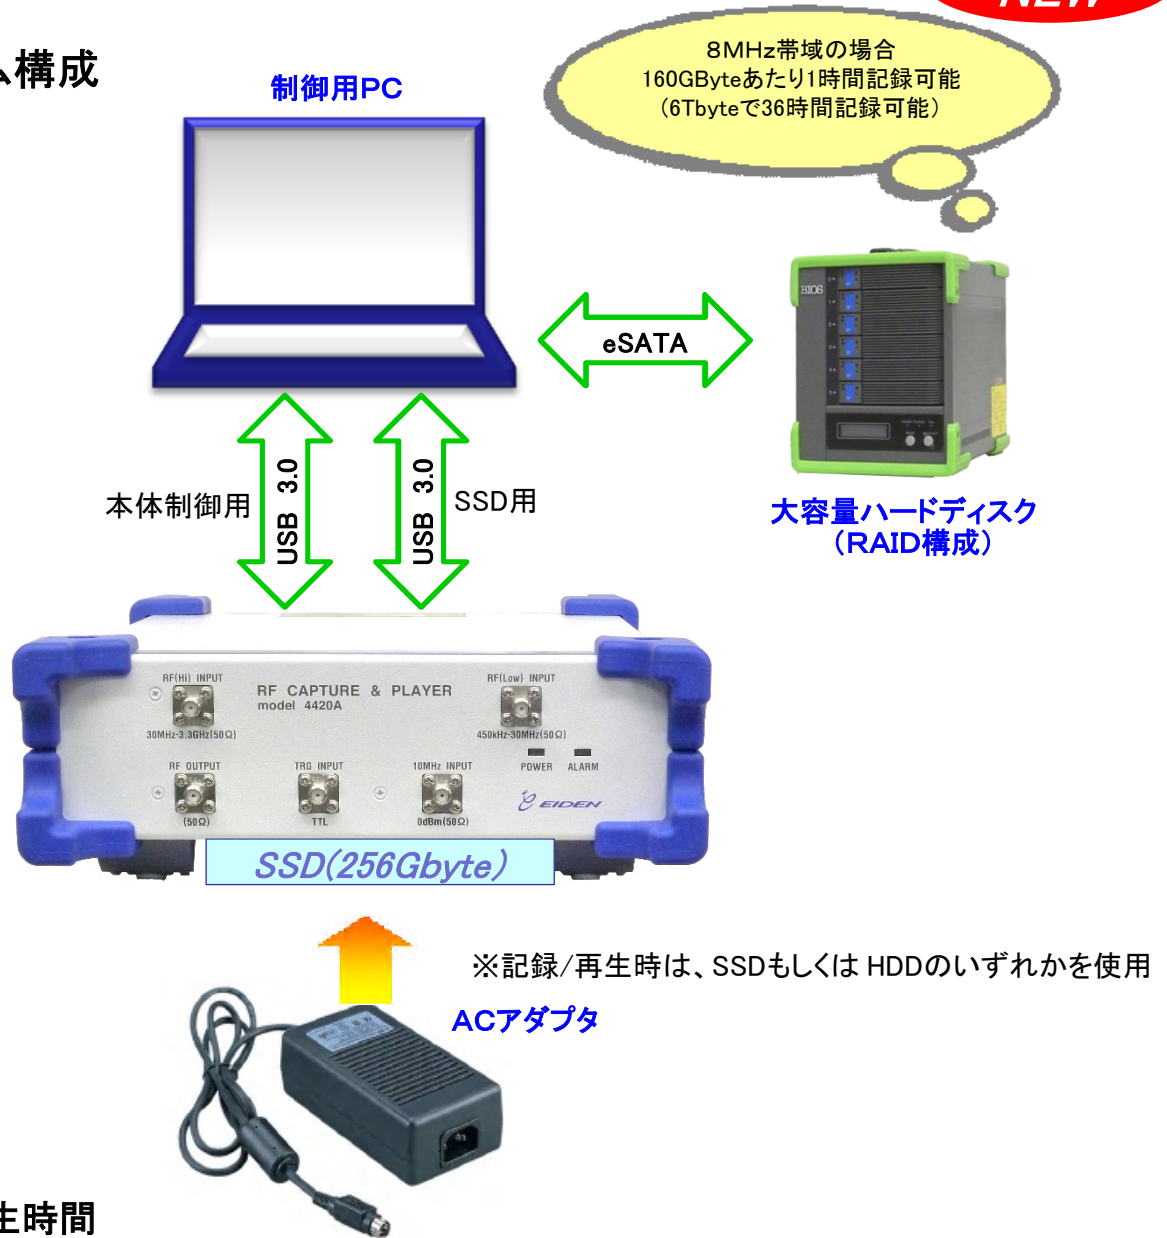 NEW
ム構成
8MHz帯域の場合
160GByteあたり1時間記録可能
(6Tbyteで36時間記録可能)
制御用PC
BIOS
eSATA
本体制御用
USB 3.0
USB 3.0
SSD用
大容量ハードディスク
(RAID構成)
RF(Hi) INPUT
30MHz-3.3GHz(50Ω)
RF CAPTURE & PLAYER
model 4420A
RF(Low) INPUT
450kHz-30MHz(50Ω)
POWER ALARM
RF OUTPUT
(50Ω)
TRG INPUT
TTL
10MHz INPUT
0dBm(50Ω)
EIDEN
SSD(256Gbyte)
※記録/再生時は、SSDもしくは HDDのいずれかを使用
ACアダプタ
生時間